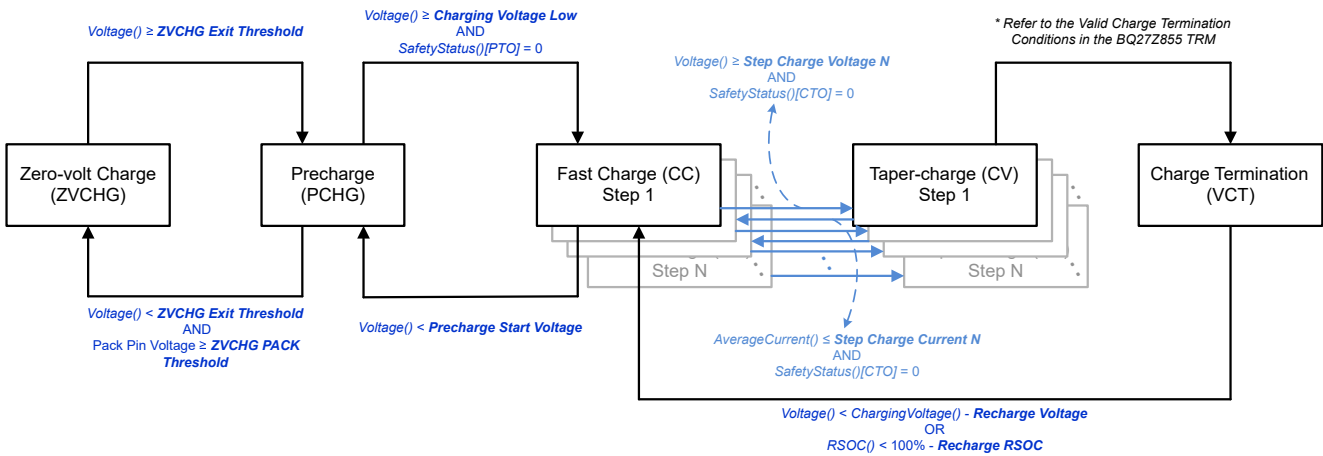 Voltage() ≥ ZVCHG Exit Threshold
Voltage() ≥ Charging Voltage Low
AND
SafetyStatus()[PTO] = 0
* Refer to the Valid Charge Termination
Conditions in the BQ27Z855 TRM
Voltage() ≥ Step Charge Voltage N
AND
SafetyStatus()[CTO] = 0
Zero-volt Charge
(ZVCHG)
Precharge
(PCHG)
Fast Charge (CC)
Step 1
Step N
Taper-charge (CV)
Step 1
Step N
Charge Termination
(VCT)
Voltage() < ZVCHG Exit Threshold
AND
Pack Pin Voltage ≥ ZVCHG PACK
Threshold
Voltage() < Precharge Start Voltage
AverageCurrent() ≤ Step Charge Current N
AND
SafetyStatus()[CTO] = 0
Voltage() < ChargingVoltage() - Recharge Voltage
OR
RSOC() < 100% - Recharge RSOC